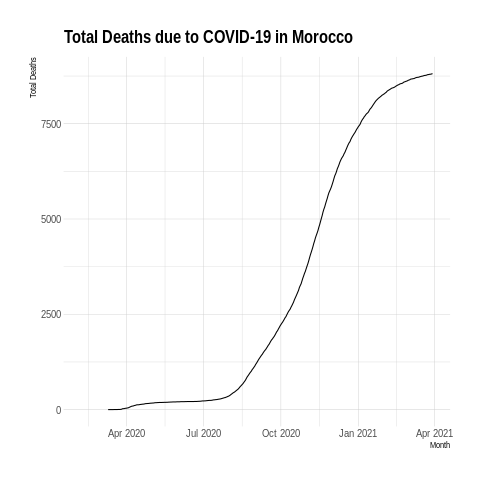 Total Deaths due to COVID-19 in Morocco
Total Deaths
7500
5000
2500
0
Apr 2020
Jul 2020
Oct 2020
Jan 2021
Apr 2021
Month